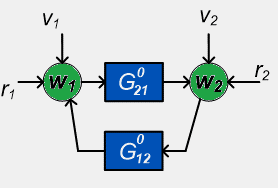 v₁ v₂
r₁ w₁ G⁰₂₁ w₂ r₂
G⁰₁₂